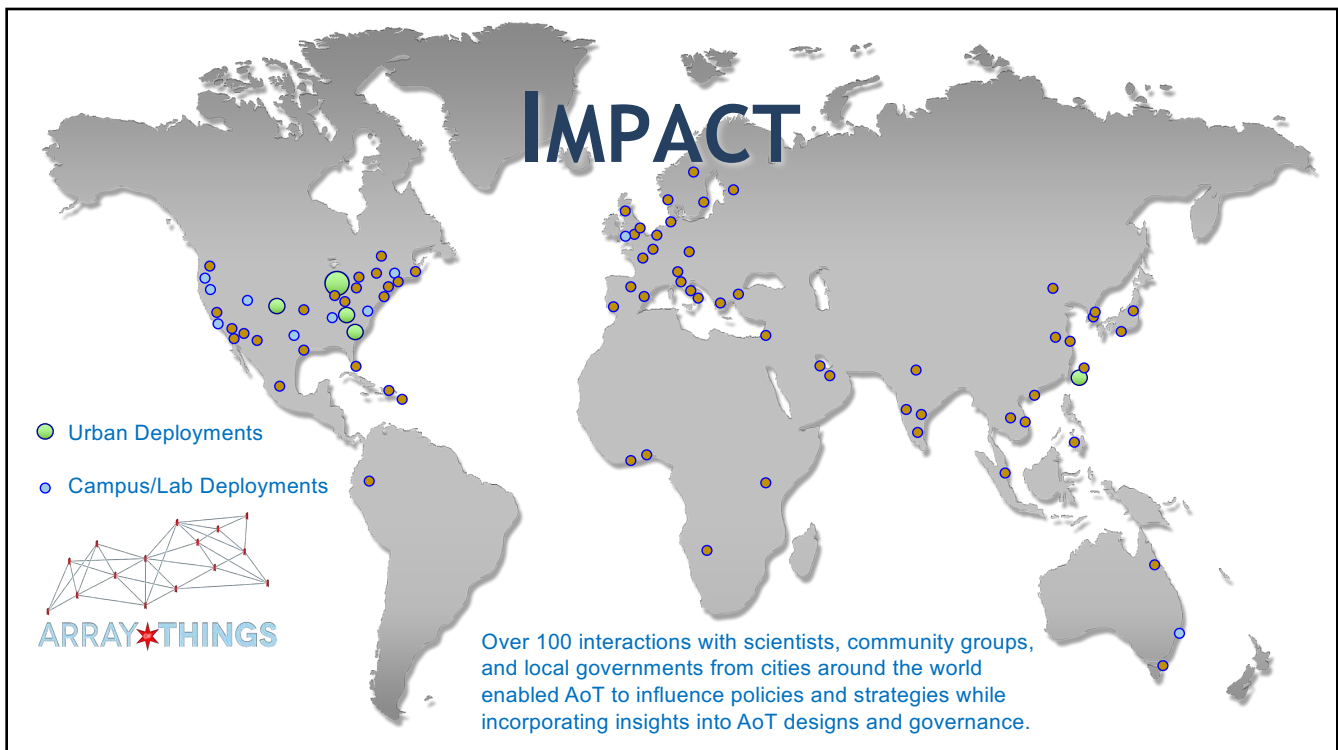 IMPACT
Urban Deployments
Campus/Lab Deployments
ARRAY THINGS
Over 100 interactions with scientists, community groups,
and local governments from cities around the world
enabled AoT to influence policies and strategies while
incorporating insights into AoT designs and governance.